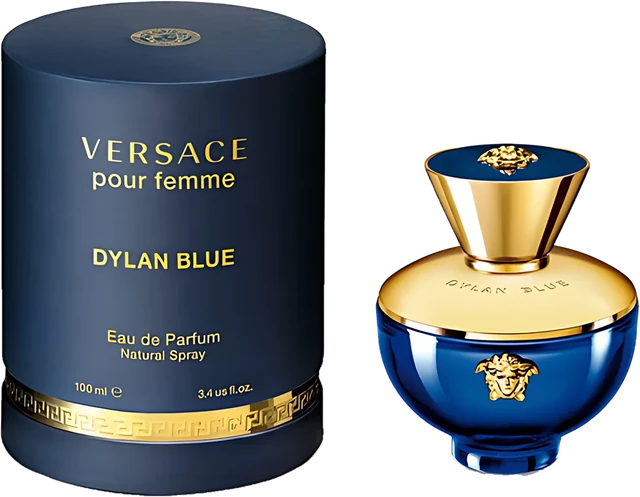 VERSACE
pour femme
DYLAN BLUE
Eau de Parfum
Natural Spray
100 ml ℮ 3.4 us fl.oz.
DYLAN BLUE